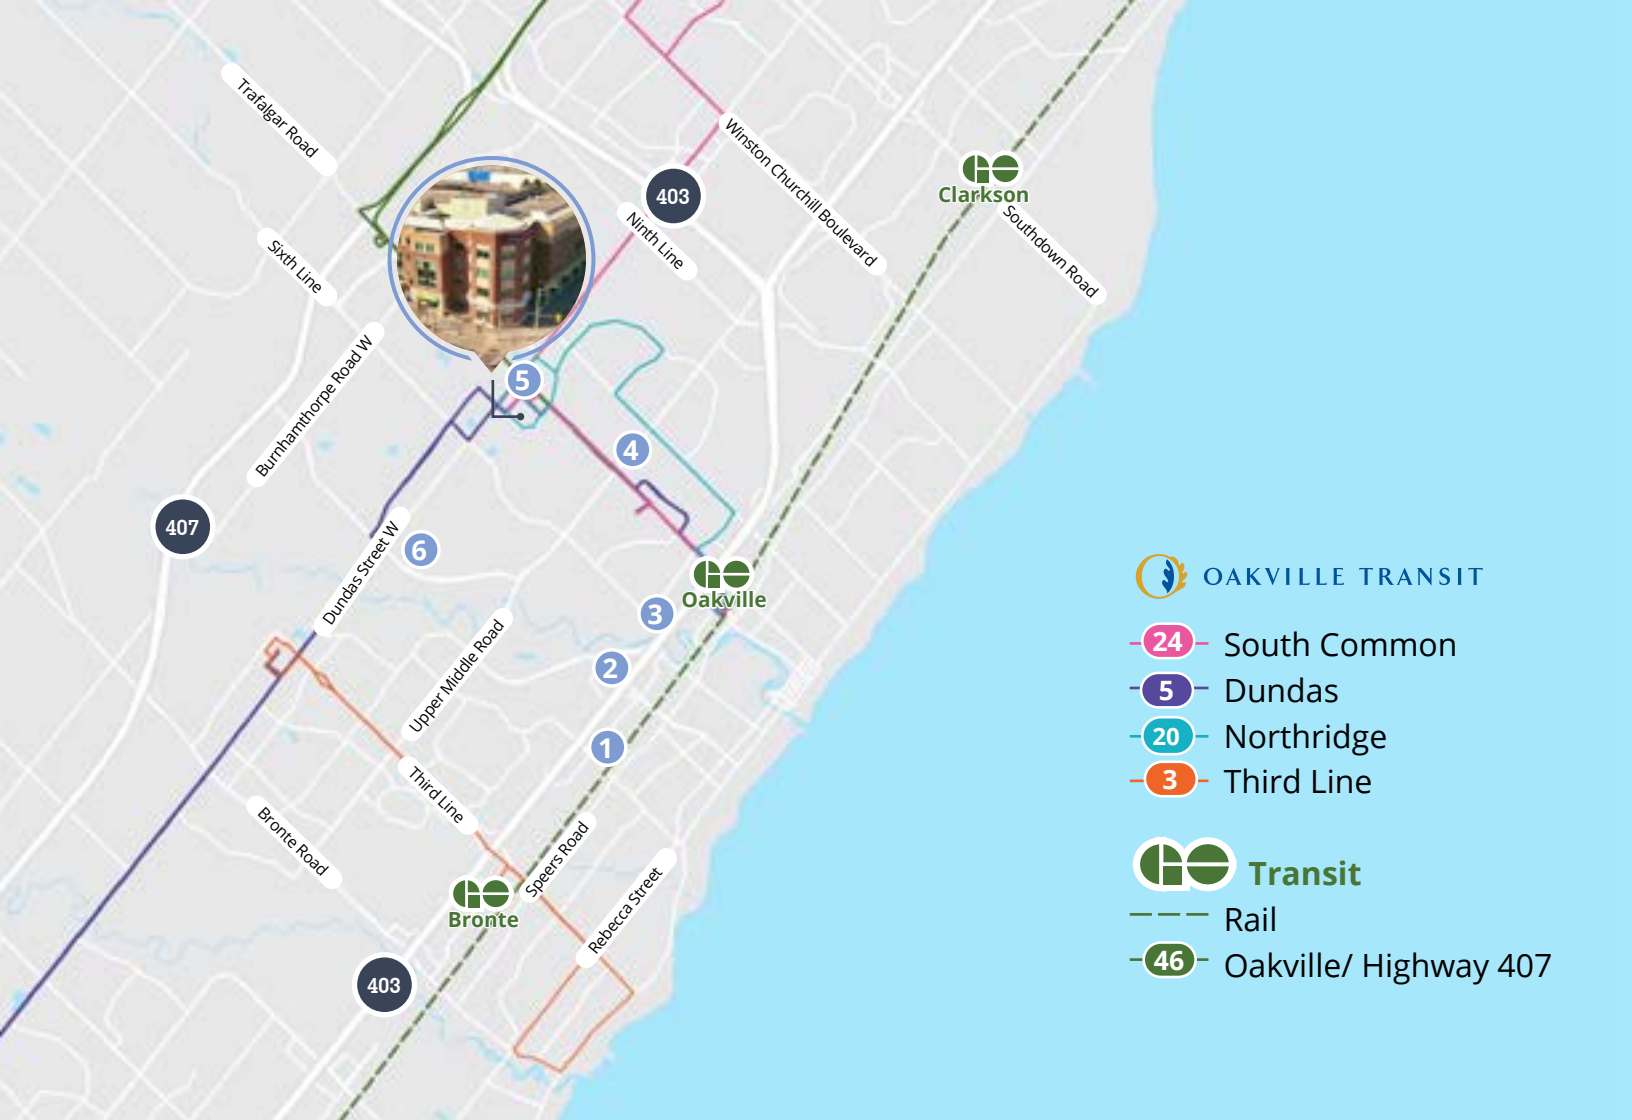 Trafalgar Road
Winston Churchill Boulevard
Clarkson
403
Southdown Road
Ninth Line
Sixth Line
Burnhamthorpe Road W
5
4
407
6
Dundas Street W
Oakville
3
OAKVILLE TRANSIT
24 South Common
5 Dundas
20 Northridge
3 Third Line
GO Transit
Rail
46 Oakville/ Highway 407
2
Upper Middle Road
1
Third Line
Bronte Road
Speers Road
Rebecca Street
Bronte
403